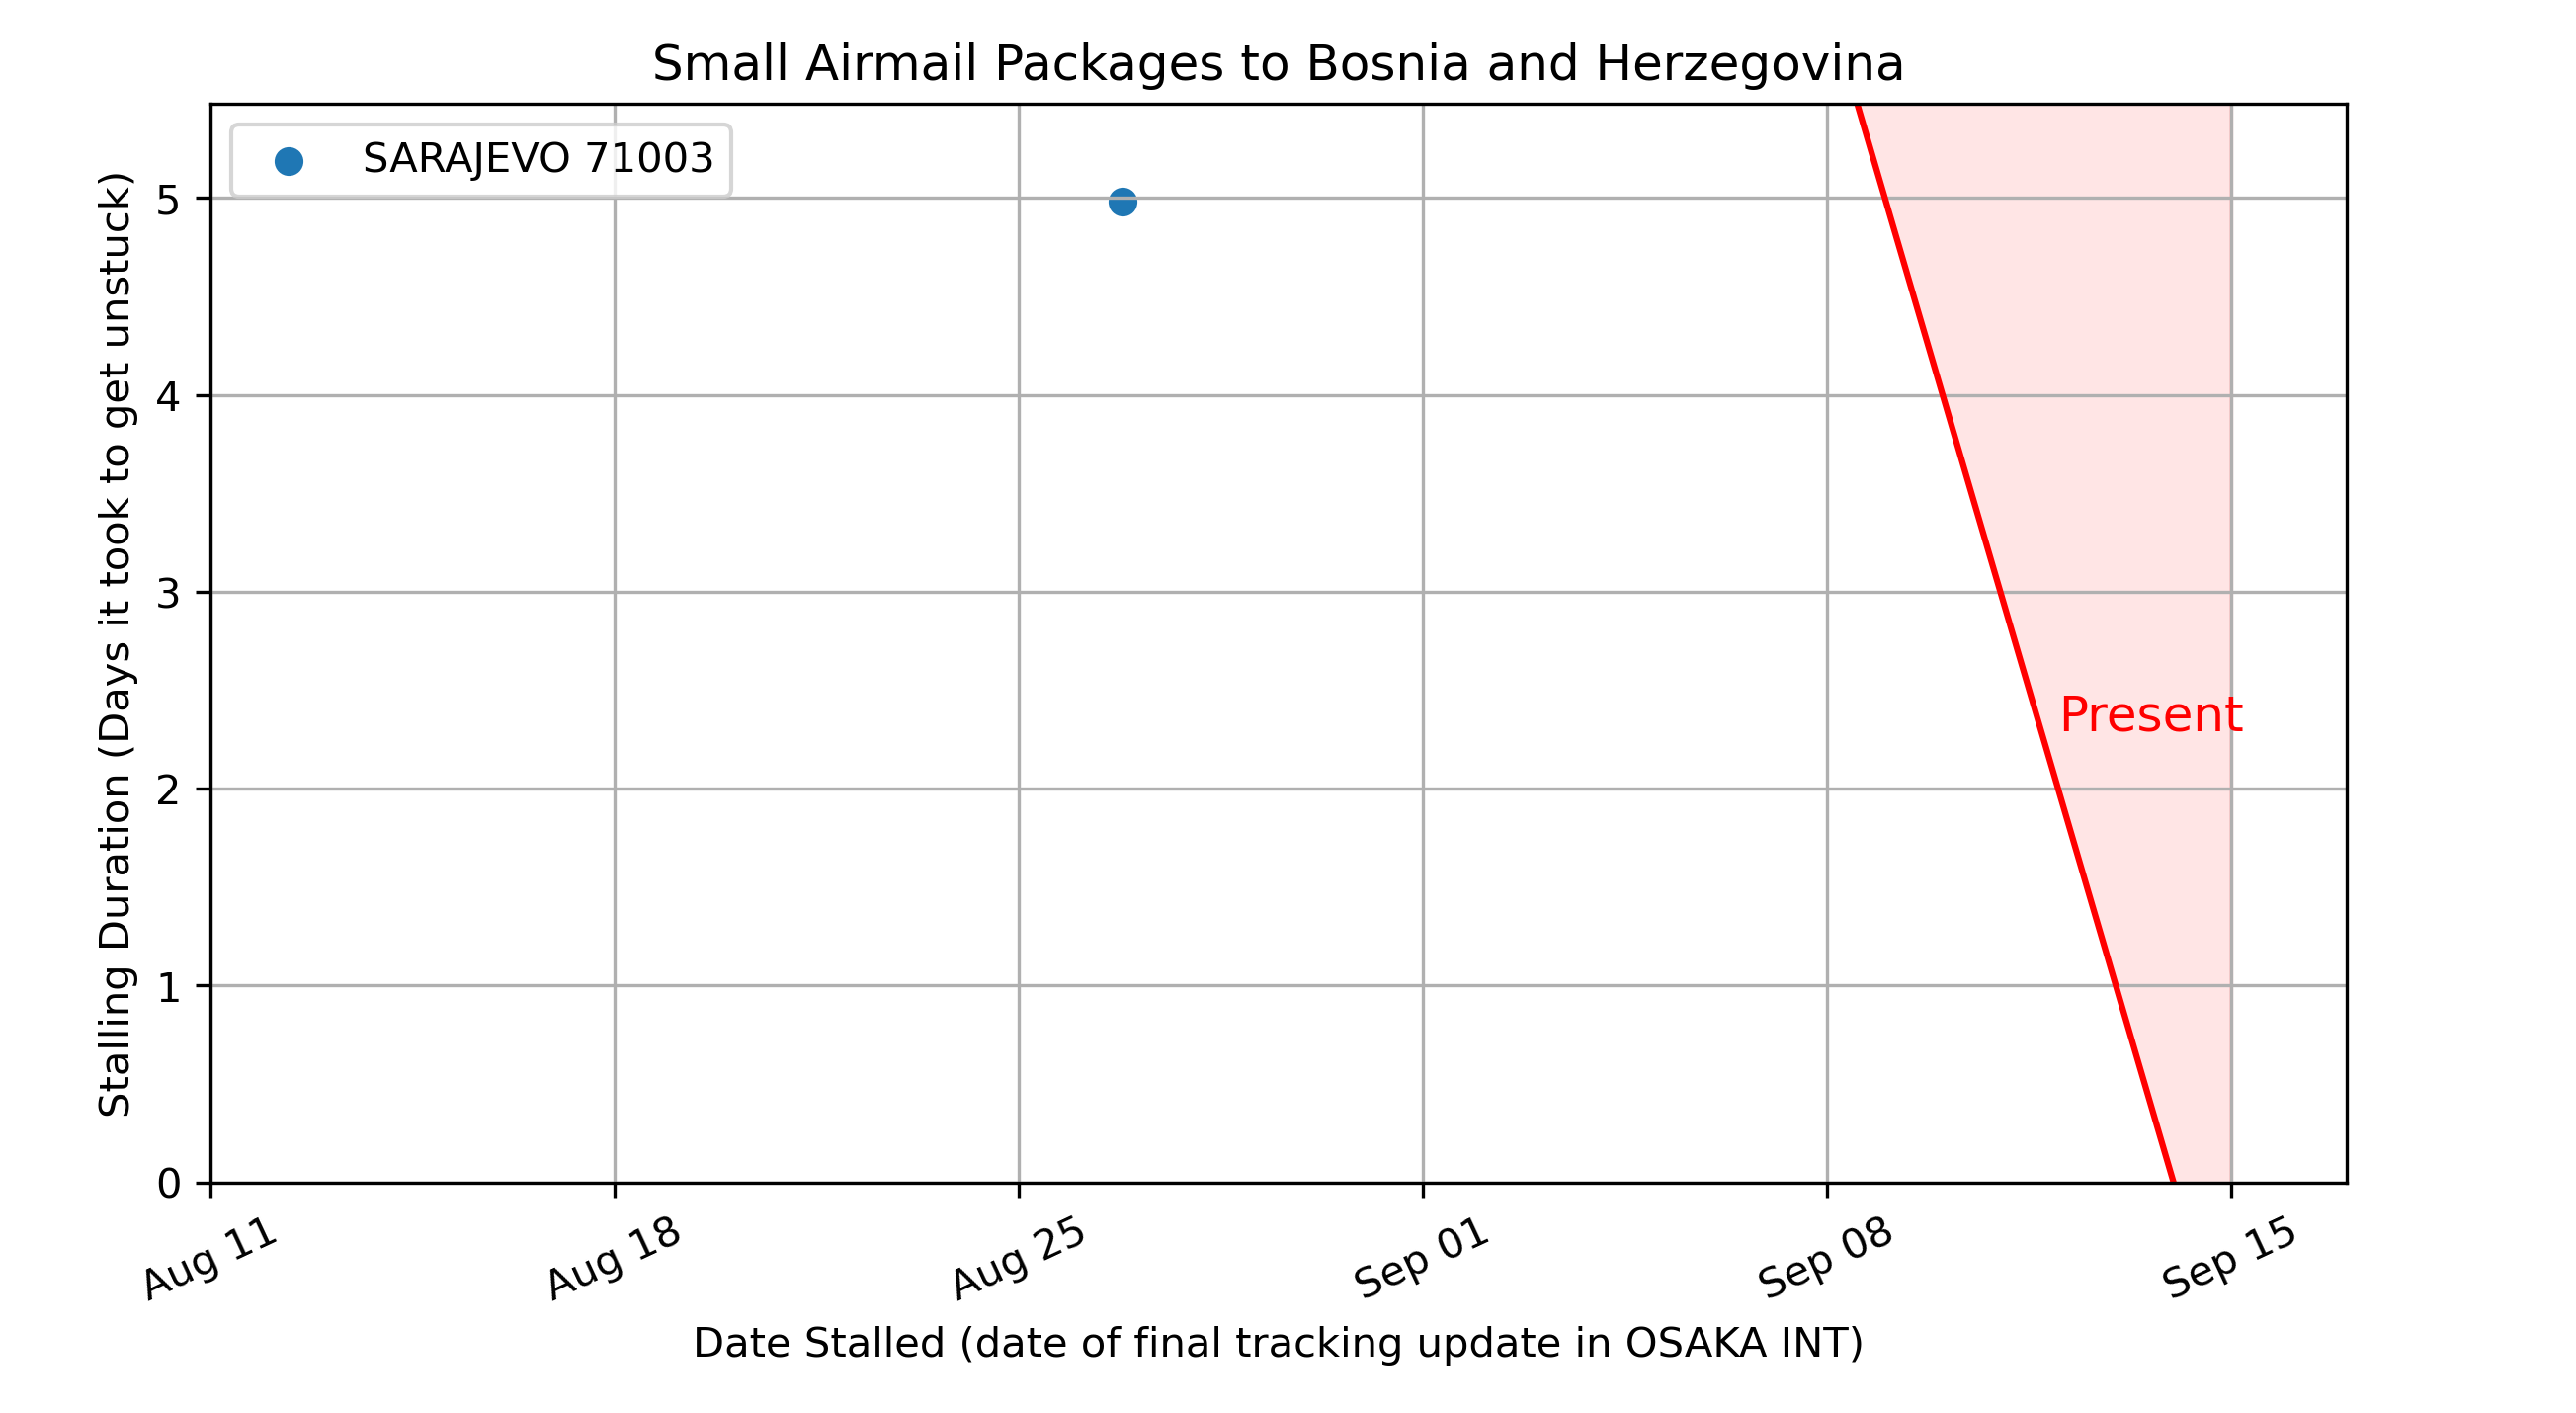 Small Airmail Packages to Bosnia and Herzegovina
SARAJEVO 71003
Stalling Duration (Days it took to get unstuck)
5
4
3
2
1
0
Present
Aug 11
Aug 18
Aug 25
Sep 01
Sep 08
Sep 15
Date Stalled (date of final tracking update in OSAKA INT)